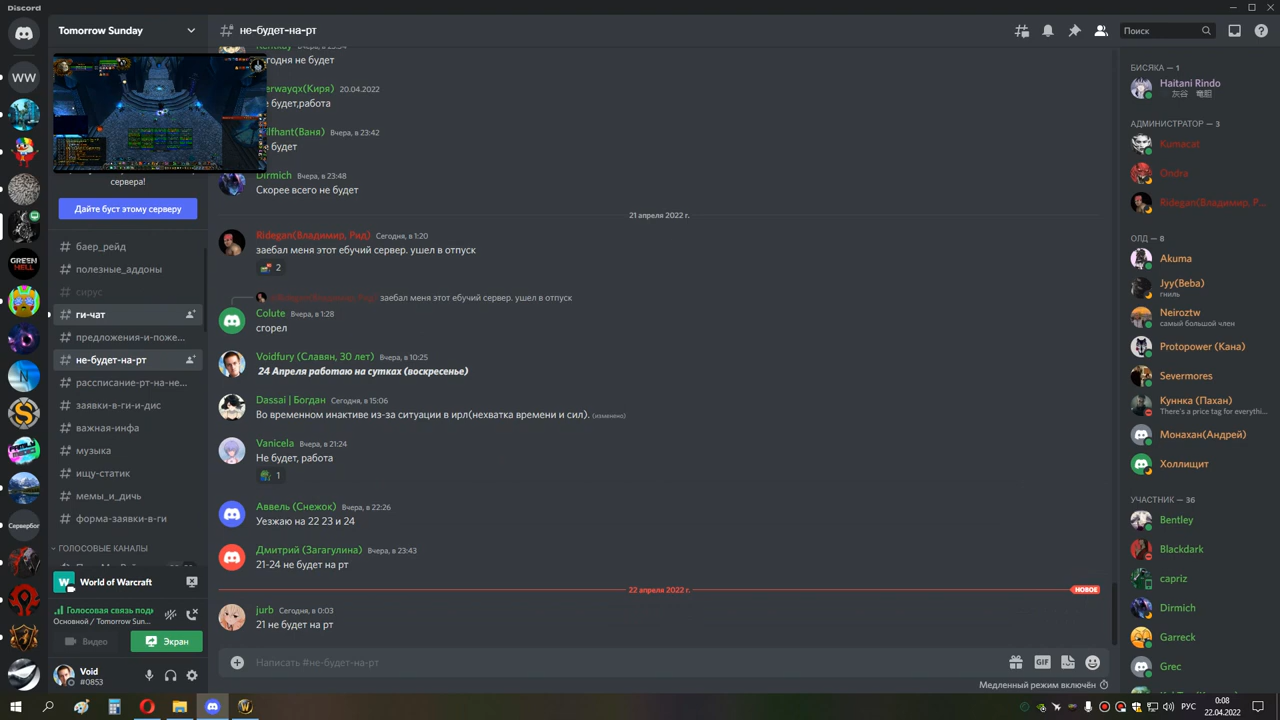 Discord
Tomorrow Sunday
не-будет-на-рт
Поиск
WW
GREEN HELL
Сервербог
сервера!
Дайте буст этому серверу
баер_рейд
полезные_аддоны
сирус
ги-чат
предложения-и-поже...
не-будет-на-рт
рассписание-рт-на-не...
заявки-в-ги-и-дис
важная-инфа
музыка
ищу-статик
мемы_и_дичь
форма-заявки-в-ги
ГОЛОСОВЫЕ КАНАЛЫ
World of Warcraft
Голосовая связь подк
Основной / Tomorrow Sun...
Видео
Экран
Void
#0853
20.04.2022
Вчера, в 23:42
Dirmich Вчера, в 23:48
Скорее всего не будет
21 апреля 2022 г.
Ridegan(Владимир, Рид) Сегодня, в 1:20
заебал меня этот ебучий сервер. ушел в отпуск
2
Ridegan(Владимир, Рид) заебал меня этот ебучий сервер. ушел в отпуск
Colute Вчера, в 1:28
сгорел
Voidfury (Славян, 30 лет) Вчера, в 10:25
24 Апреля работаю на сутках (воскресенье)
Dassai | Богдан Сегодня, в 15:06
Во временном инактиве из-за ситуации в ирл(нехватка времени и сил). (изменено)
Vanicela Вчера, в 21:24
Не будет, работа
1
Аввель (Снежок) Вчера, в 22:26
Уезжаю на 22 23 и 24
Дмитрий (Загагулина) Вчера, в 23:43
21-24 не будет на рт
22 апреля 2022 г. НОВОЕ
jurb Сегодня, в 0:03
21 не будет на рт
Написать #не-будет-на-рт
GIF
Медленный режим включён
БИСЯКА — 1
Haitani Rindo
АДМИНИСТРАТОР — 3
Kumacat
Ondra
Ridegan(Владимир, Р...
ОЛД — 8
Akuma
Jyy(Beba)
гниль
Neiroztw
самый большой член
Protopower (Кана)
Severmores
Куннка (Пахан)
There's a price tag for everythi...
Монахан(Андрей)
Холлищит
УЧАСТНИК — 36
Bentley
Blackdark
capriz
Dirmich
Garreck
Grec
РУС
0:08
22.04.2022